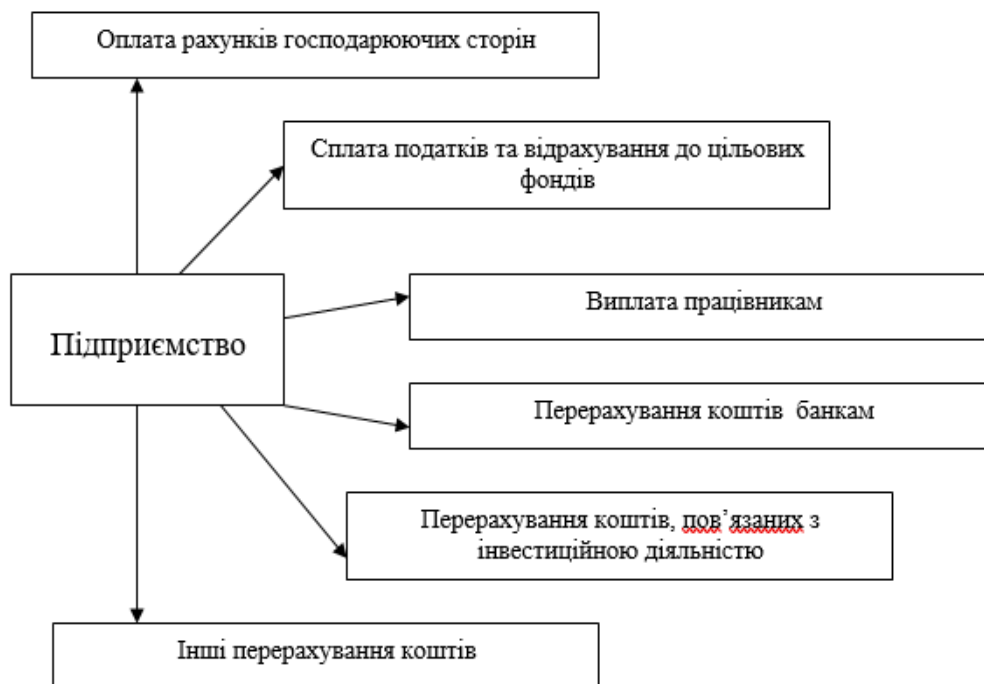 Оплата рахунків господарюючих сторін
Сплата податків та відрахування до цільових
фондів
Підприємство
Виплата працівникам
Перерахування коштів банкам
Перерахування коштів, пов’язаних з
інвестиційною діяльністю
Інші перерахування коштів